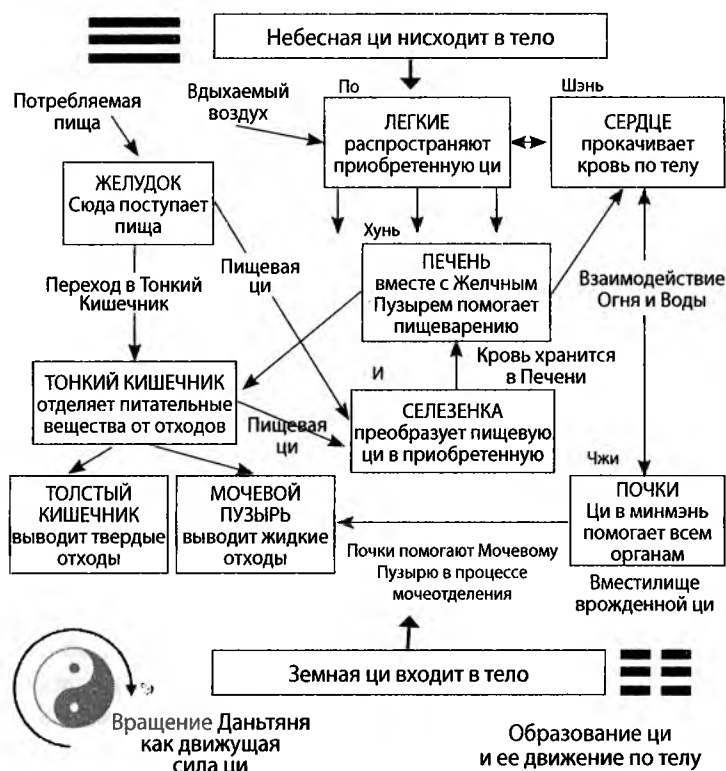 Небесная ци нисходит в тело
Потребляемая
пища
Вдыхаемый
воздух
По
ЛЕГКИЕ
распространяют
приобретенную ци
Шэнь
СЕРДЦЕ
прокачивает
кровь по телу
ЖЕЛУДОК
Сюда поступает
пища
Переход в Тонкий
Кишечник
Пищевая
ци
Хунь
ПЕЧЕНЬ
вместе с Желчным
Пузырем помогает
пищеварению
Взаимодействие
Огня и Воды
Кровь хранится
в Печени
ТОНКИЙ КИШЕЧНИК
отделяет питательные
вещества от отходов
Пищевая
ци
И
СЕЛЕЗЕНКА
преобразует пищевую
ци в приобретенную
ТОЛСТЫЙ
КИШЕЧНИК
выводит твердые
отходы
МОЧЕВОЙ
ПУЗЫРЬ
выводит жидкие
отходы
Чжи
ПОЧКИ
Ци в минмэнь
помогает всем
органам
Вместилище
врожденной ци
Почки помогают Мочевому
Пузырю в процессе
мочеотделения
Земная ци входит в тело
Вращение Даньтяня
как движущая
сила ци
Образование ци
и ее движение по телу